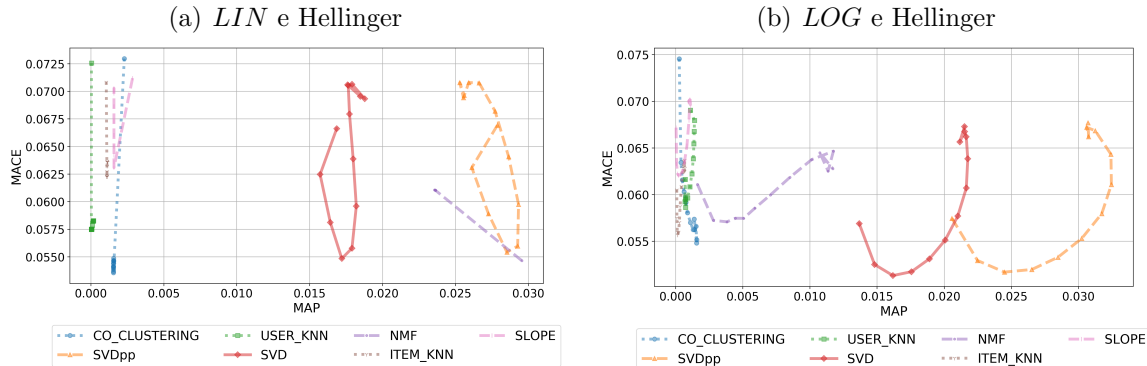 (a) LIN e Hellinger
0.0725
0.0700
0.0675
0.0650
0.0625
0.0600
0.0575
0.0550
MACE
0.000 0.005 0.010 0.015 0.020 0.025 0.030
MAP
CO_CLUSTERING USER_KNN NMF SLOPE
SVDpp SVD ITEM_KNN
(b) LOG e Hellinger
0.075
0.070
0.065
0.060
0.055
MACE
0.000 0.005 0.010 0.015 0.020 0.025 0.030
MAP
CO_CLUSTERING USER_KNN NMF SLOPE
SVDpp SVD ITEM_KNN